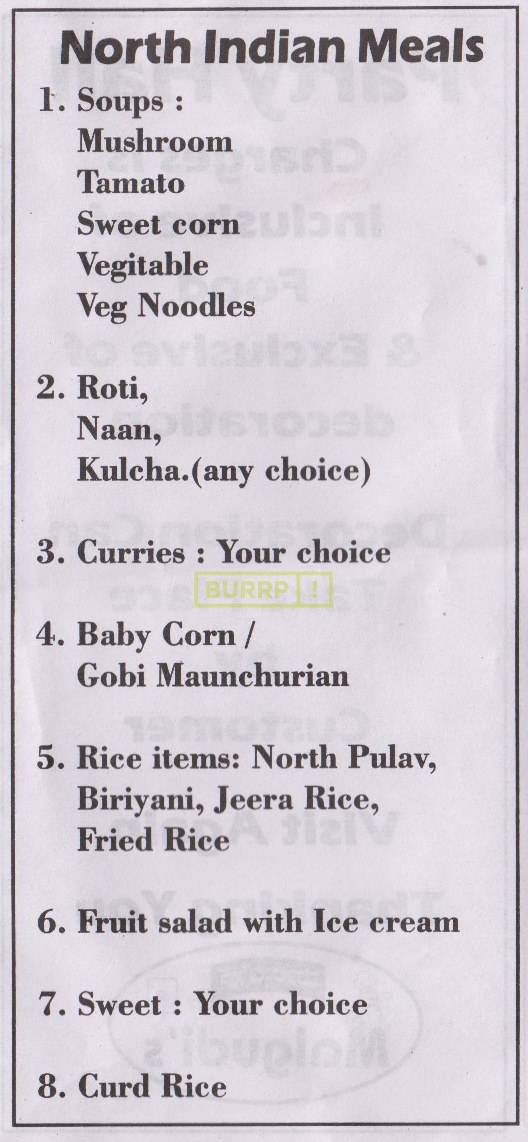 North Indian Meals
1. Soups :
Mushroom
Tamato
Sweet corn
Vegitable
Veg Noodles
2. Roti,
Naan,
Kulcha.(any choice)
3. Curries : Your choice
BURRP !
4. Baby Corn /
Gobi Maunchurian
5. Rice items: North Pulav,
Biriyani, Jeera Rice,
Fried Rice
6. Fruit salad with Ice cream
7. Sweet : Your choice
8. Curd Rice